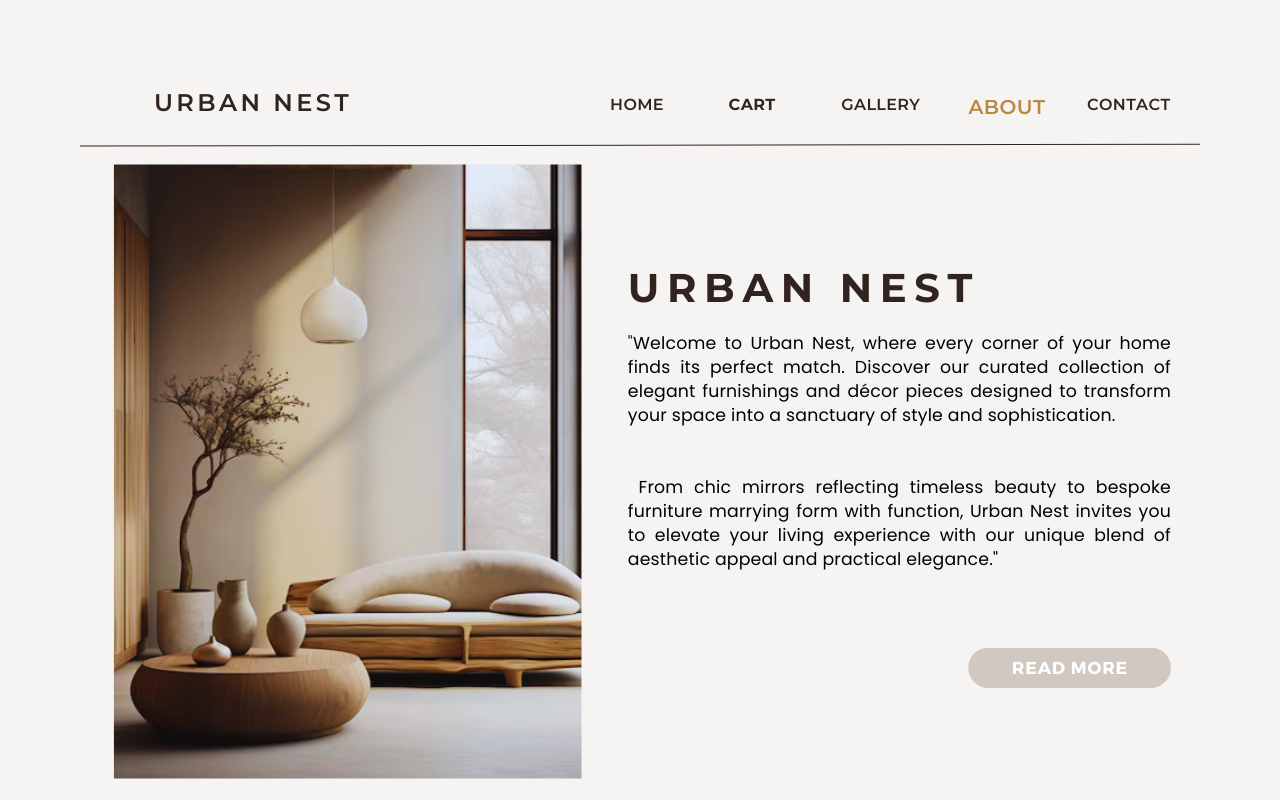 URBAN NEST
HOME CART GALLERY ABOUT CONTACT
URBAN NEST
"Welcome to Urban Nest, where every corner of your home
finds its perfect match. Discover our curated collection of
elegant furnishings and décor pieces designed to transform
your space into a sanctuary of style and sophistication.
From chic mirrors reflecting timeless beauty to bespoke
furniture marrying form with function, Urban Nest invites you
to elevate your living experience with our unique blend of
aesthetic appeal and practical elegance."
READ MORE